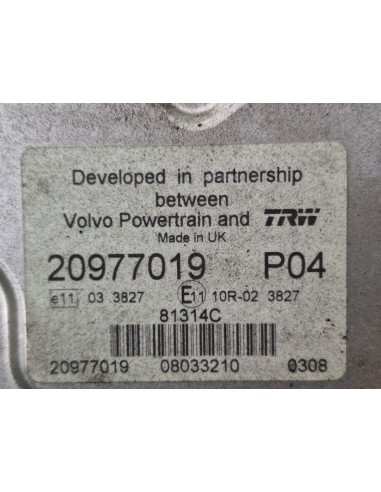 Developed in partnership
between
Volvo Powertrain and TRW
Made in UK
20977019 P04
e11 03 3827 E11 10R-02 3827
81314C
20977019 08033210 0308